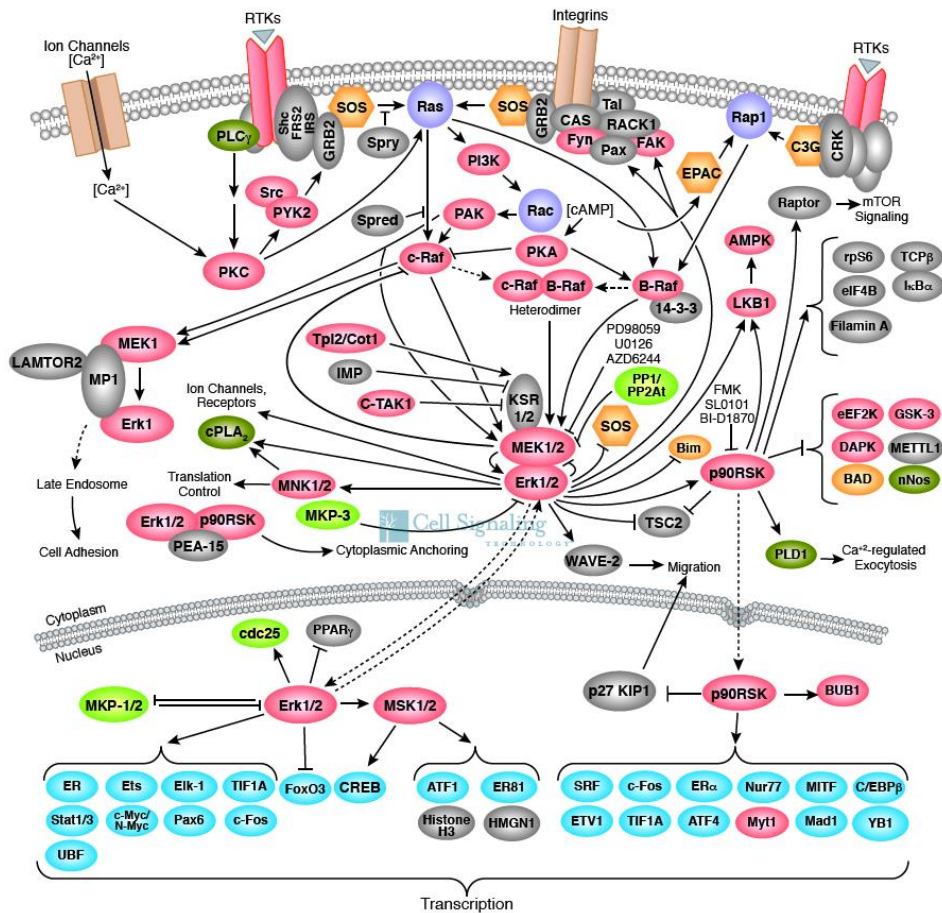 RTKs
Integrins
RTKs
Ion Channels
[Ca²⁺]
SOS
Ras
SOS
Tal
Rap1
Shc
FRS2
IRS
GRB2
GRB2
CAS
RACK1
C3G
CRK
PLCγ
Spry
Fyn
Pax
FAK
PI3K
EPAC
[Ca²⁺]
Src
PYK2
Raptor
mTOR
Signaling
Spred
PAK
Rac
[cAMP]
AMPK
PKC
c-Raf
PKA
rpS6
TCPβ
c-Raf
B-Raf
B-Raf
eIF4B
IκBα
Heterodimer
14-3-3
LKB1
Filamin A
MEK1
Tpl2/Cot1
PD98059
U0126
AZD6244
LAMTOR2
MP1
IMP
KSR
1/2
PP1/
PP2At
FMK
SL0101
BI-D1870
Ion Channels,
Receptors
C-TAK1
SOS
eEF2K
GSK-3
Erk1
cPLA₂
MEK1/2
Bim
DAPK
METTL1
Erk1/2
p90RSK
Late Endosome
Translation
Control
MNK1/2
BAD
nNos
MKP-3
Cell Signaling
TECHNOLOGY
TSC2
Erk1/2
p90RSK
PEA-15
Cell Adhesion
Cytoplasmic Anchoring
WAVE-2
Migration
PLD1
Ca⁺²-regulated
Exocytosis
Cytoplasm
Nucleus
cdc25
PPARγ
MKP-1/2
Erk1/2
MSK1/2
p27 KIP1
p90RSK
BUB1
ER
Ets
Elk-1
TIF1A
FoxO3
CREB
ATF1
ER81
SRF
c-Fos
ERα
Nur77
MITF
C/EBPβ
Stat1/3
c-Myc/
N-Myc
Pax6
c-Fos
Histone
H3
HMGN1
ETV1
TIF1A
ATF4
Myt1
Mad1
YB1
UBF
Transcription